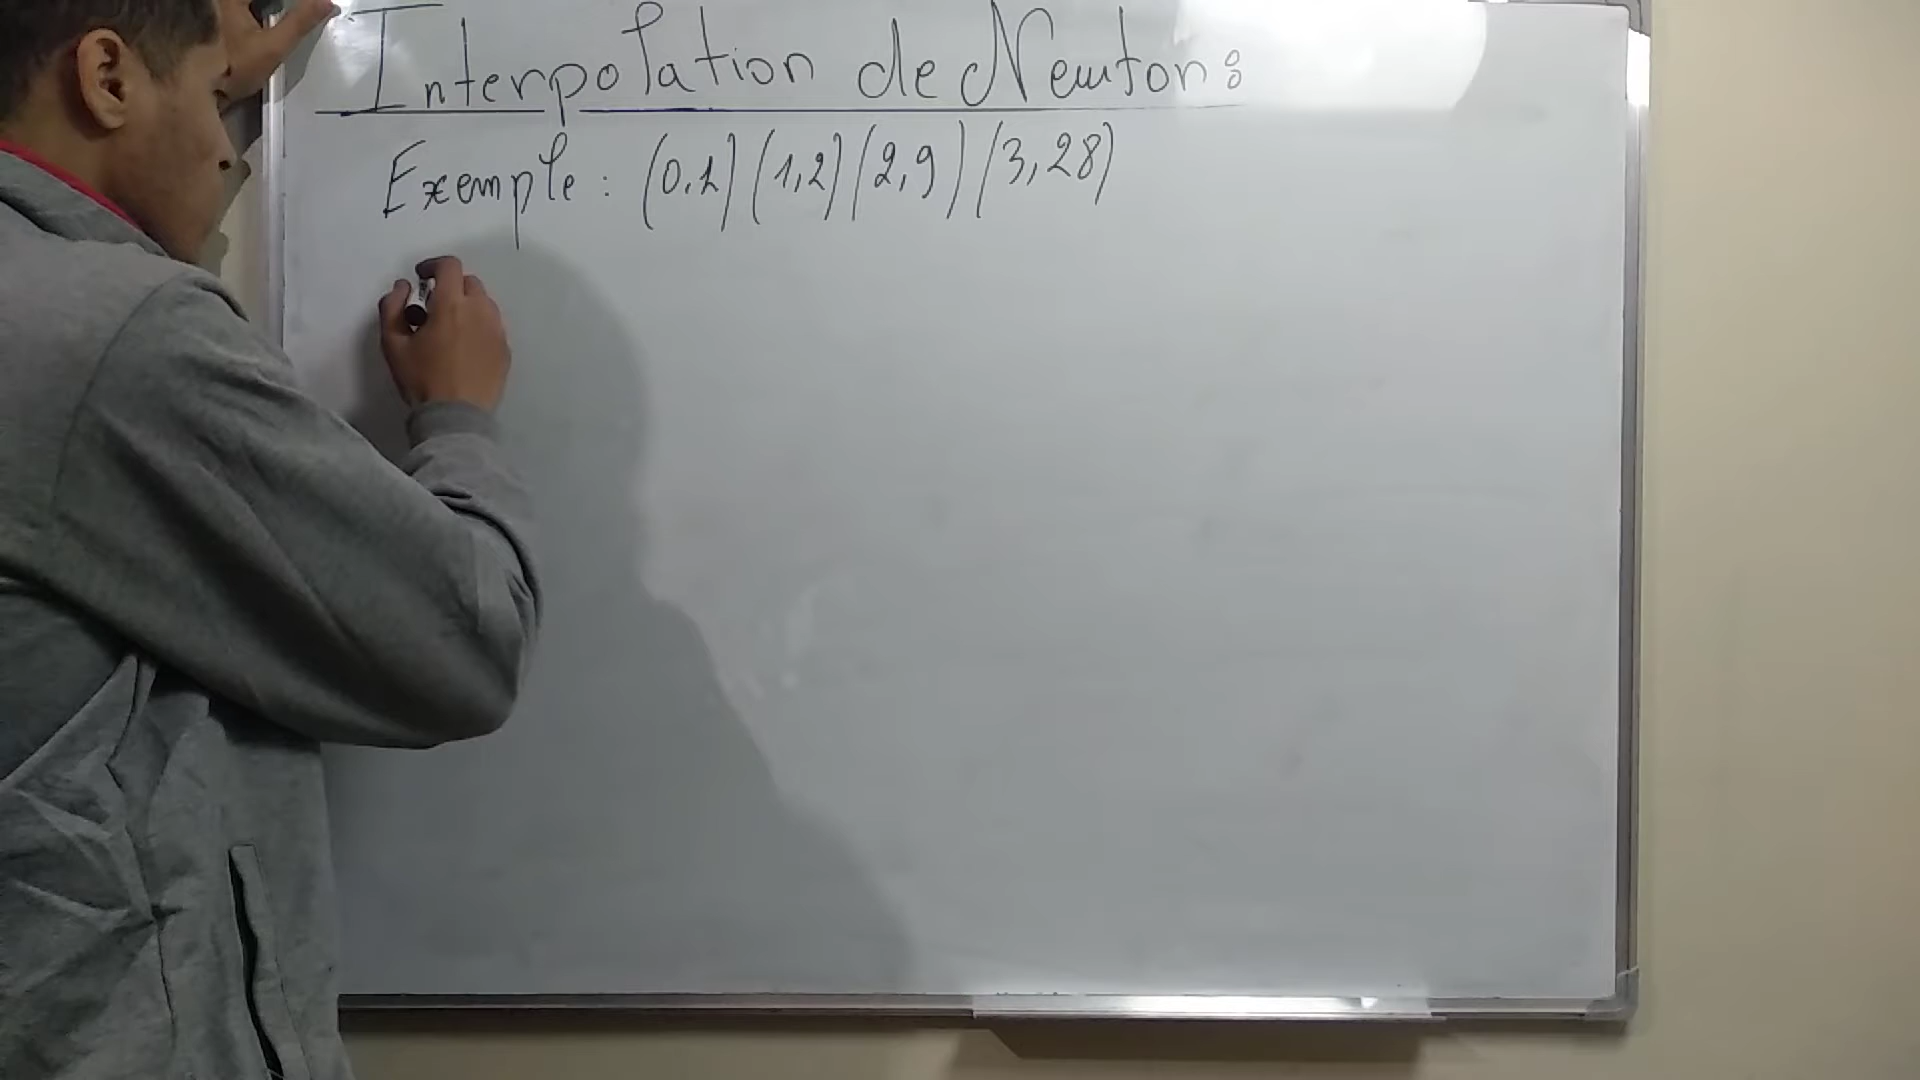 Interpolation de Newton:
Exemple : (0,1) (1,2) (2,9) (3,28)